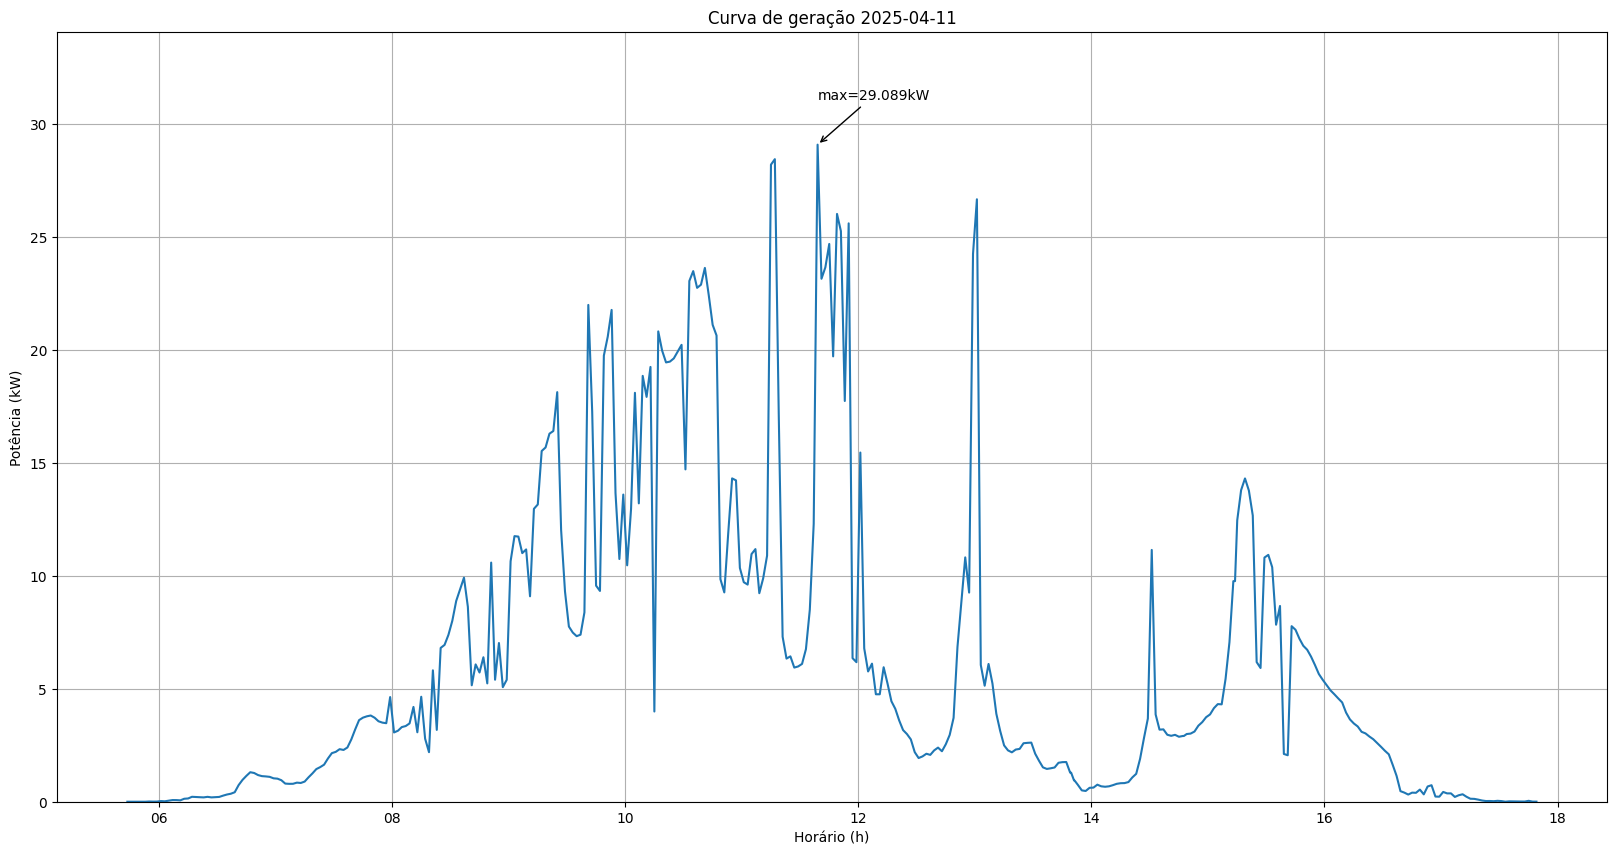 Curva de geração 2025-04-11
max=29.089kW
30
25
20
15
10
5
0
Potência (kW)
06 08 10 12 14 16 18
Horário (h)